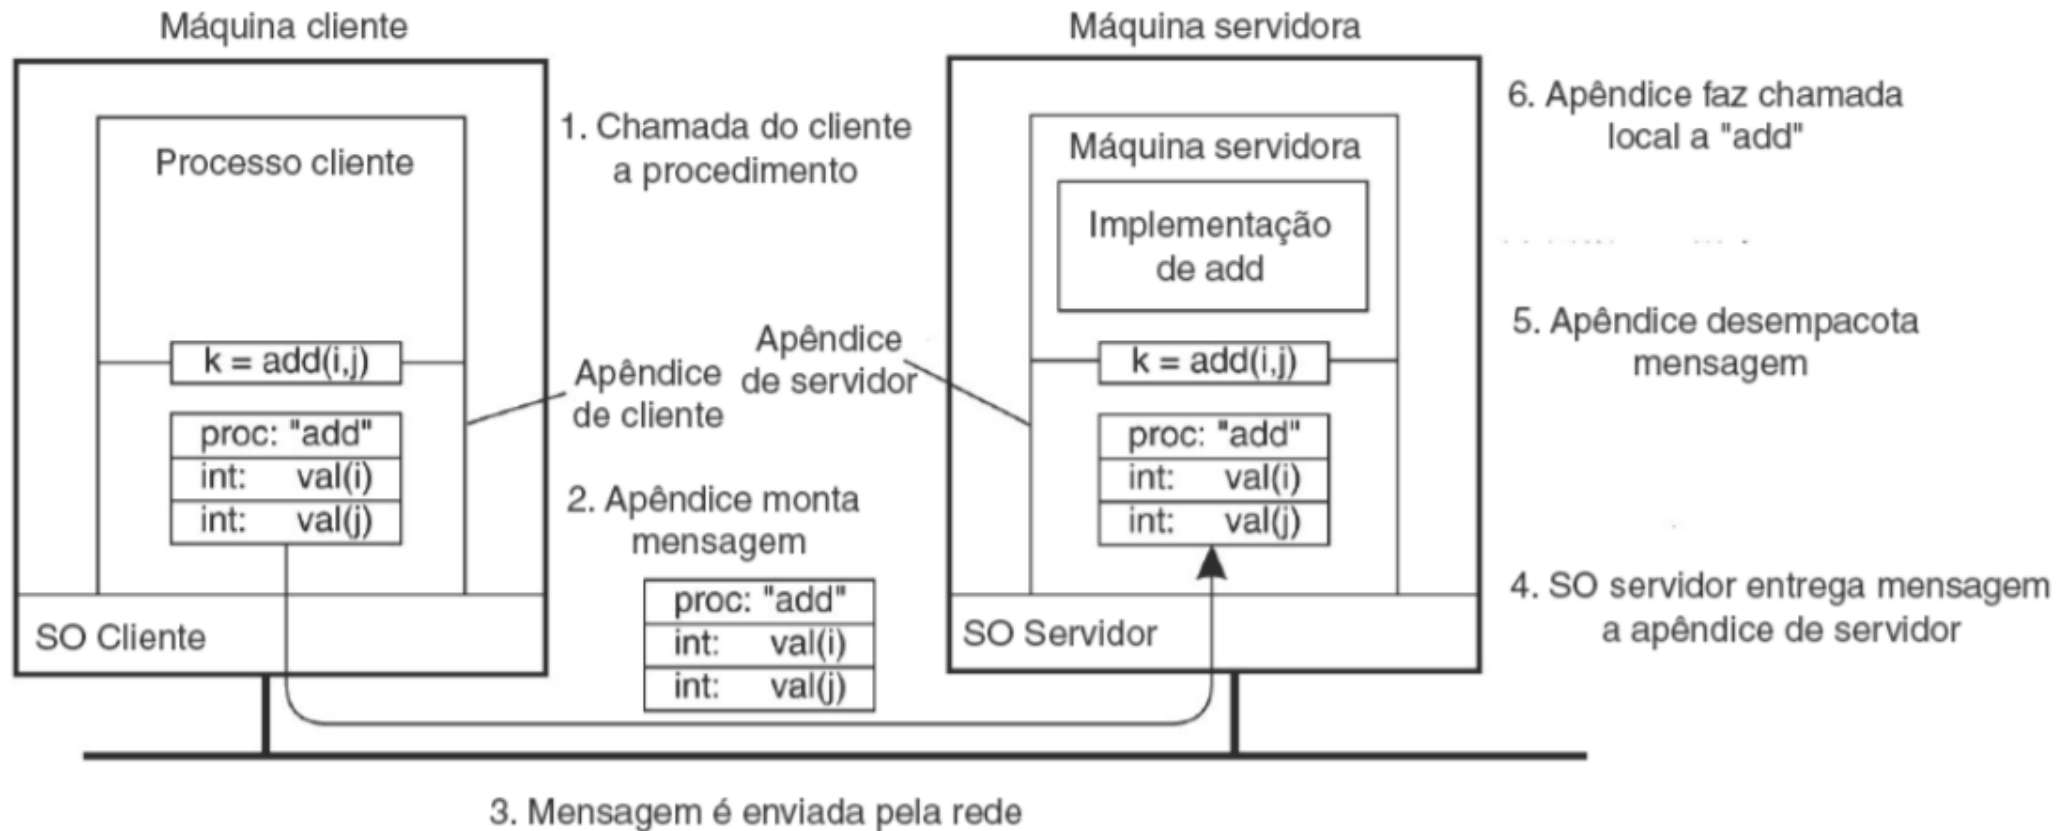 Máquina cliente
Processo cliente
k = add(i,j)
proc: "add"
int: val(i)
int: val(j)
SO Cliente
1. Chamada do cliente
a procedimento
Apêndice
de cliente
2. Apêndice monta
mensagem
proc: "add"
int: val(i)
int: val(j)
3. Mensagem é enviada pela rede
Máquina servidora
Máquina servidora
Implementação
de add
Apêndice
de servidor
k = add(i,j)
proc: "add"
int: val(i)
int: val(j)
SO Servidor
6. Apêndice faz chamada
local a "add"
5. Apêndice desempacota
mensagem
4. SO servidor entrega mensagem
a apêndice de servidor